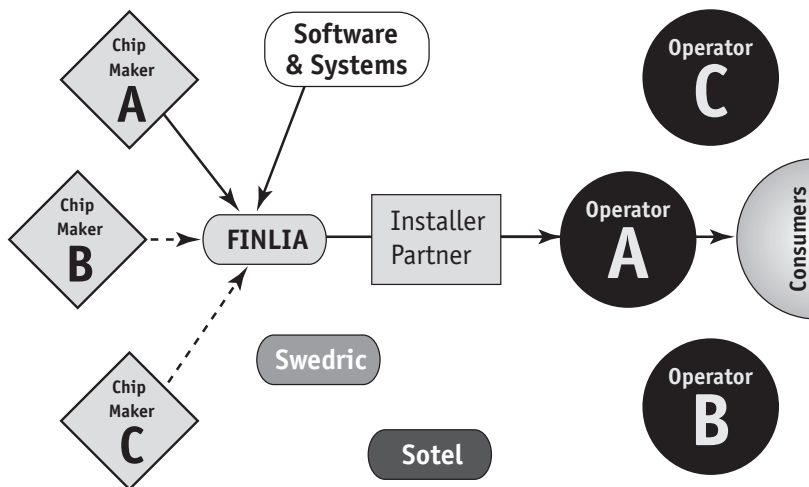 Chip
Maker
A
Software
& Systems
Operator
C
Chip
Maker
B
FINLIA
Installer
Partner
Operator
A
Consumers
Swedric
Chip
Maker
C
Operator
B
Sotel